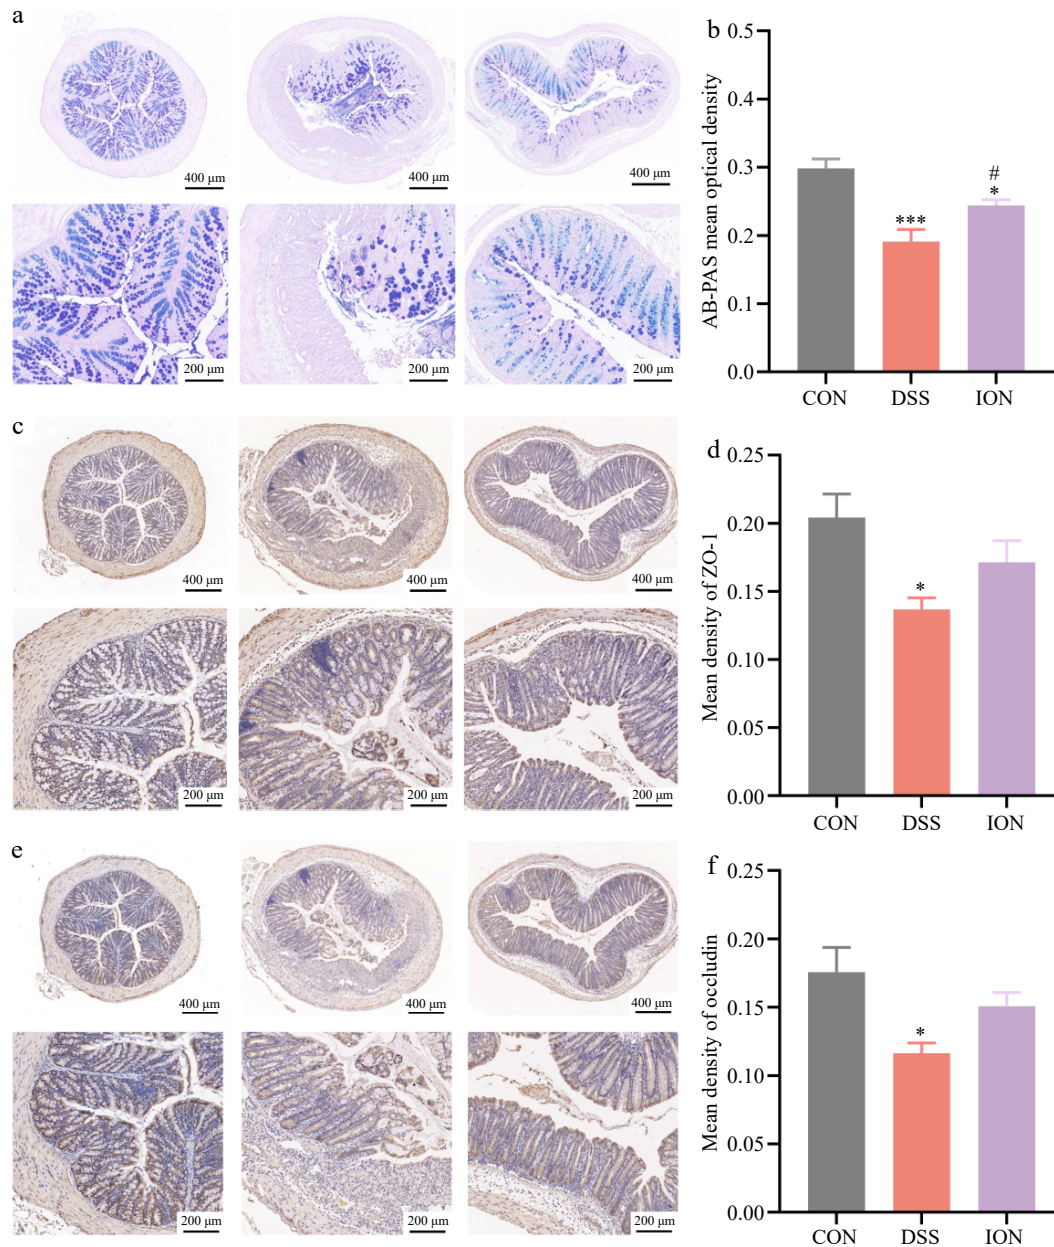 a
400 μm
400 μm
400 μm
200 μm
200 μm
200 μm
b
AB-PAS mean optical density
0.5
0.4
0.3
0.2
0.1
0.0
***
#
*
CON
DSS
ION
c
400 μm
400 μm
400 μm
200 μm
200 μm
200 μm
d
Mean density of ZO-1
0.25
0.20
0.15
0.10
0.05
0.00
*
CON
DSS
ION
e
400 μm
400 μm
400 μm
200 μm
200 μm
200 μm
f
Mean density of occludin
0.25
0.20
0.15
0.10
0.05
0.00
*
CON
DSS
ION